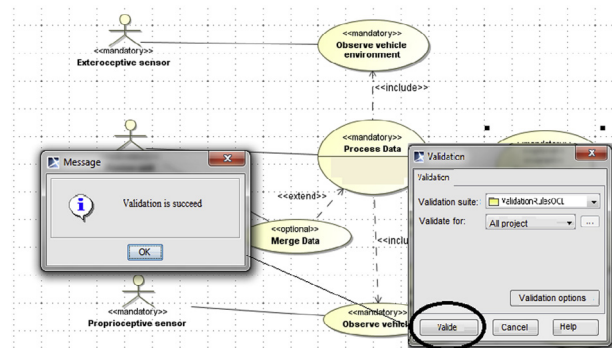 <<mandatory>>
Exteroceptive sensor
<<mandatory>>
Observe vehicle
environment
<<include>>
<<mandatory>>
Process Data
Message
Validation is succeed
OK
<<extend>>
<<optional>>
Merge Data
<<inclu
<<mandatory>>
Proprioceptive sensor
<<mandatory>>
Observe vehicl
Validation
Validation
Validation suite:
ValidationRulesOCL
Validate for:
All project
...
Validation options
Valide
Cancel
Help